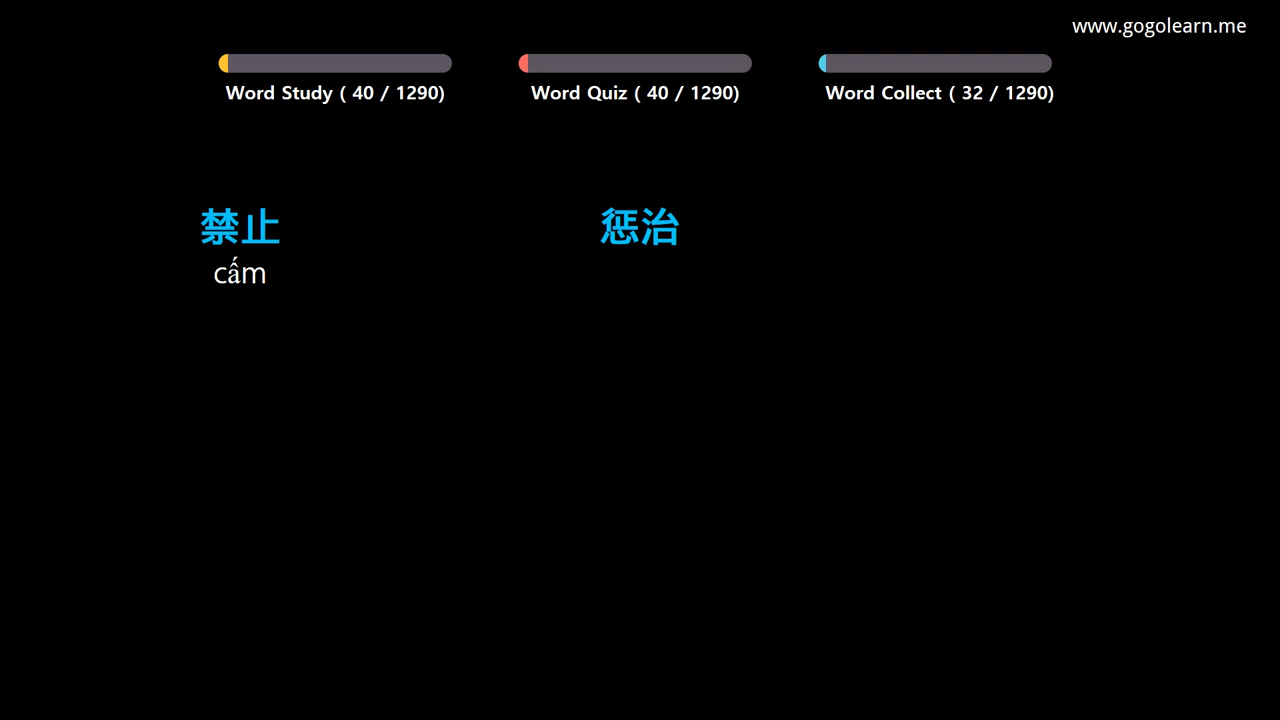 www.gogolearn.me
Word Study ( 40 / 1290)
Word Quiz ( 40 / 1290)
Word Collect ( 32 / 1290)
禁止
cấm
惩治